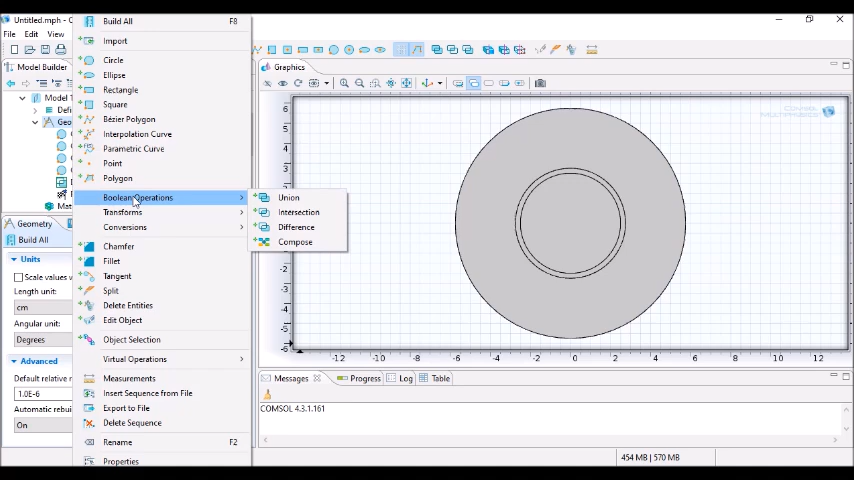 Untitled.mph - C
File Edit View
Model Builder
Model 1
Defi
Geo
Mate
Geometry
Build All
Units
Scale values
Length unit:
cm
Angular unit:
Degrees
Advanced
Default relative
1.0E-6
Automatic rebui
On
Build All F8
Import
Circle
Ellipse
Rectangle
Square
Bézier Polygon
Interpolation Curve
Parametric Curve
Point
Polygon
Boolean Operations
Transforms
Conversions
Chamfer
Fillet
Tangent
Split
Delete Entities
Edit Object
Object Selection
Virtual Operations
Measurements
Insert Sequence from File
Export to File
Delete Sequence
Rename F2
Properties
Union
Intersection
Difference
Compose
Graphics
COMSOL
MULTIPHYSICS
6
5
4
3
2
1
0
-1
-2
-3
-4
-5
-6
-12 -10 -8 -6 -4 -2 0 2 4 6 8 10 12
Messages Progress Log Table
COMSOL 4.3.1.161
454 MB | 570 MB